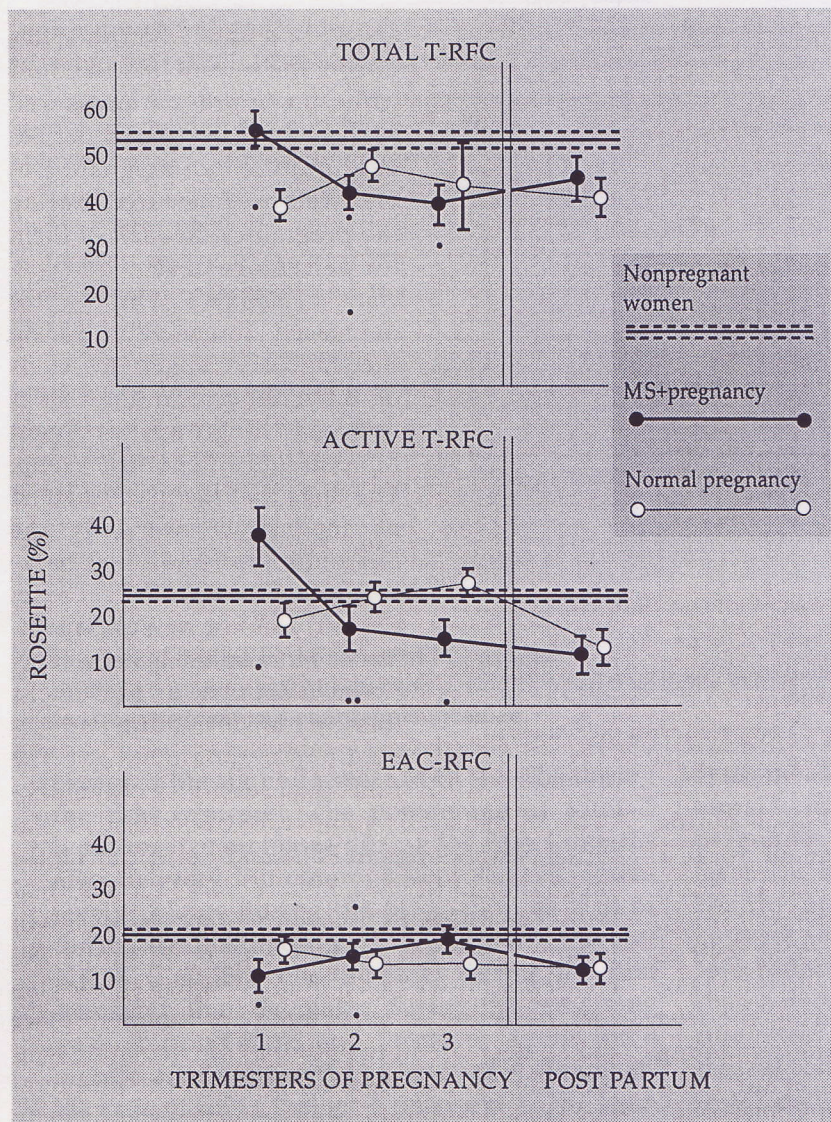 TOTAL T-RFC
60
50
40
30
20
10
Nonpregnant
women
MS+pregnancy
Normal pregnancy
ACTIVE T-RFC
ROSETTE (%)
40
30
20
10
EAC-RFC
40
30
20
10
1 2 3
TRIMESTERS OF PREGNANCY POST PARTUM